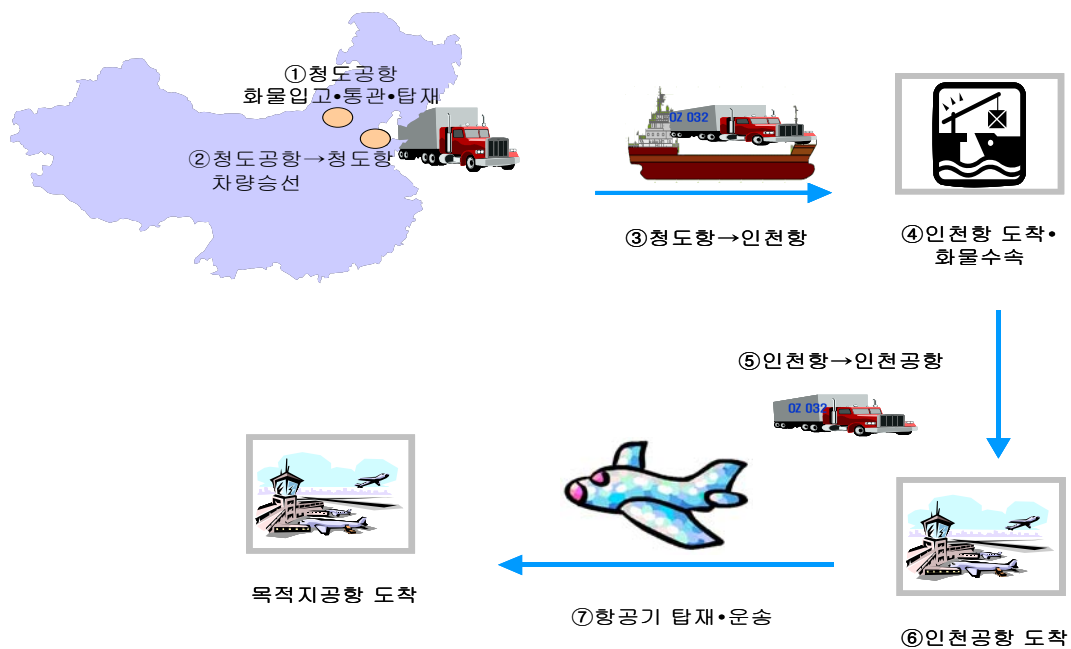 ①청도공항
화물입고•통관•탑재
②청도공항→청도항
차량승선
OZ 032
③청도항→인천항
④인천항 도착•
화물수속
⑤인천항→인천공항
OZ 032
⑥인천공항 도착
⑦항공기 탑재•운송
목적지공항 도착